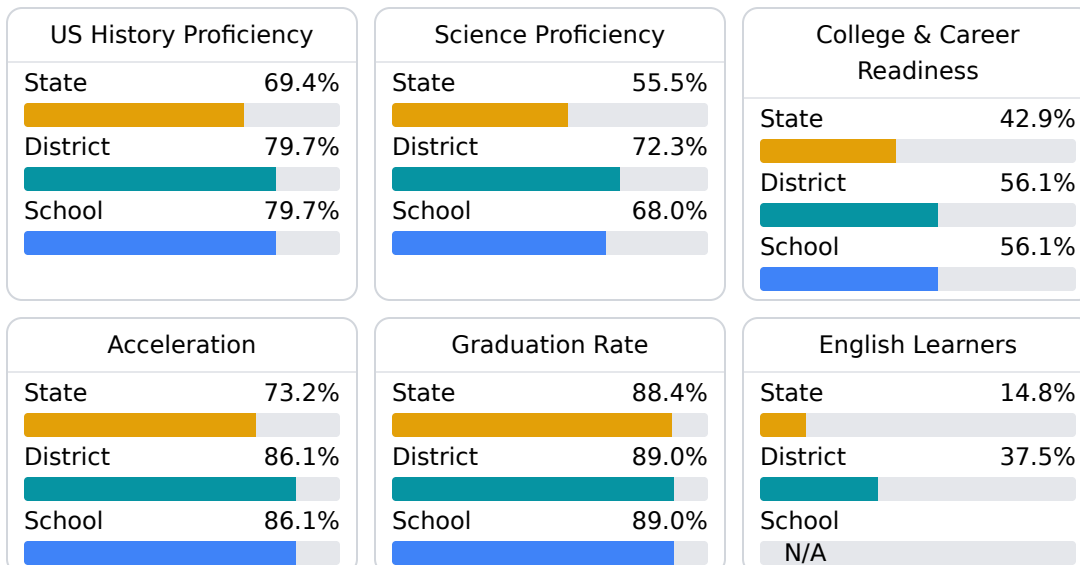 US History Proficiency
State 69.4%
District 79.7%
School 79.7%
Science Proficiency
State 55.5%
District 72.3%
School 68.0%
College & Career
Readiness
State 42.9%
District 56.1%
School 56.1%
Acceleration
State 73.2%
District 86.1%
School 86.1%
Graduation Rate
State 88.4%
District 89.0%
School 89.0%
English Learners
State 14.8%
District 37.5%
School
N/A